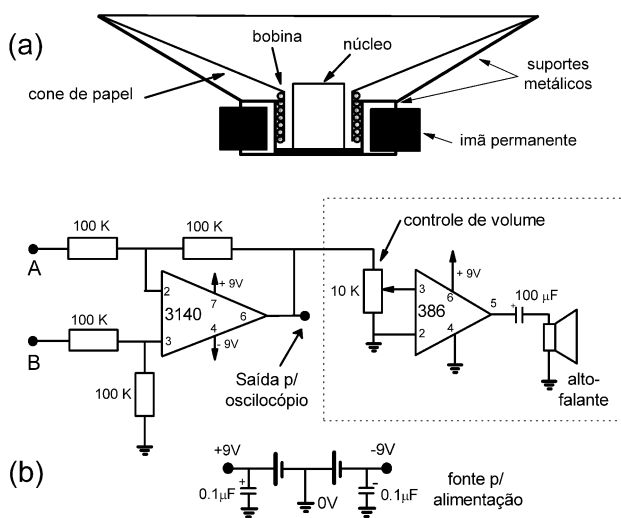 (a)
bobina
núcleo
suportes
metálicos
cone de papel
imã permanente
100 K
100 K
controle de volume
A
+ 9V
+ 9V
2
7
3140
6
10 K
3
6
386
5
100 µF
+
100 K
3
4
- 9V
2
4
B
100 K
Saída p/
oscilocópio
alto-
falante
(b)
+9V
-9V
+
0.1µF
0V
-
0.1µF
fonte p/
alimentação